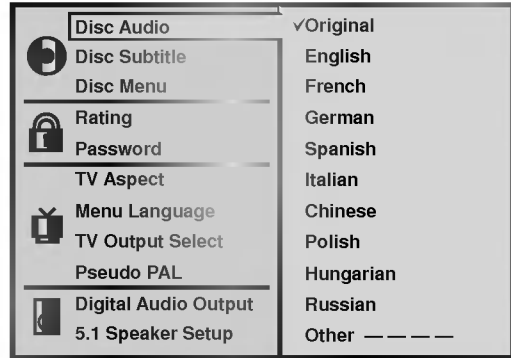 Disc Audio
Disc Subtitle
Disc Menu
Rating
Password
TV Aspect
Menu Language
TV Output Select
Pseudo PAL
Digital Audio Output
5.1 Speaker Setup
✓Original
English
French
German
Spanish
Italian
Chinese
Polish
Hungarian
Russian
Other — — — —